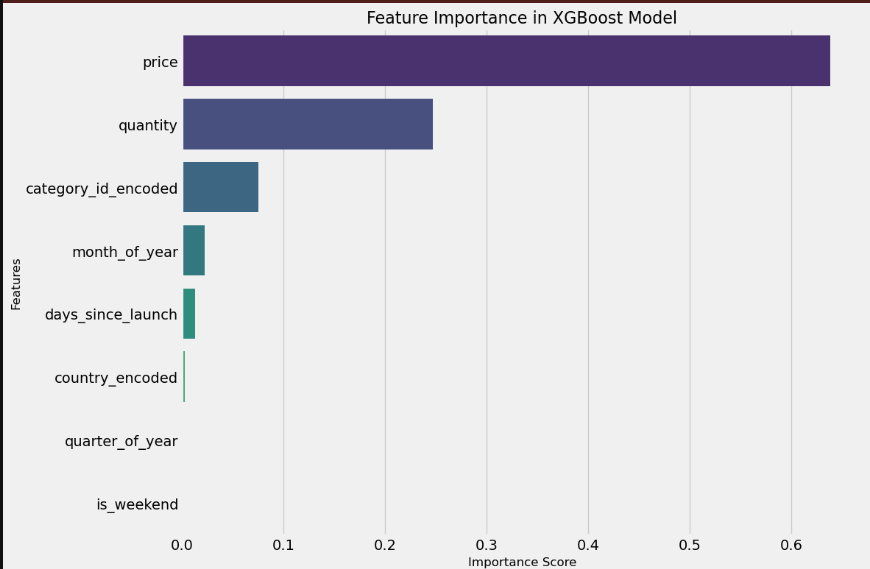 Feature Importance in XGBoost Model
price
quantity
category_id_encoded
month_of_year
Features
days_since_launch
country_encoded
quarter_of_year
is_weekend
0.0 0.1 0.2 0.3 0.4 0.5 0.6
Importance Score